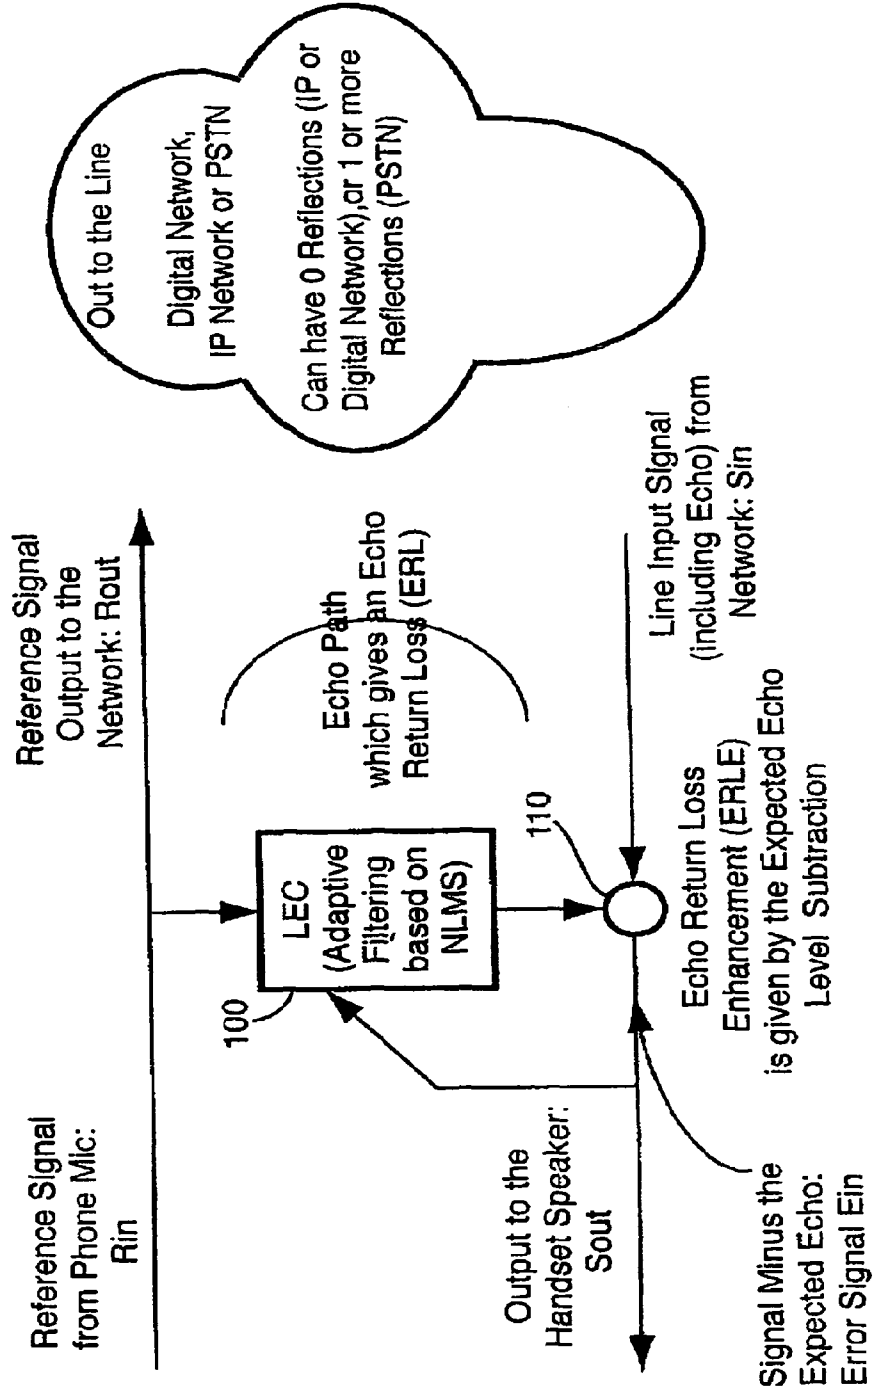 Reference Signal
from Phone Mic:
Rin
Reference Signal
Output to the
Network: Rout
Out to the Line
Digital Network,
IP Network or PSTN
Can have 0 Reflections (IP or
Digital Network),or 1 or more
Reflections (PSTN)
100
LEC
(Adaptive
Filtering
based on
NLMS)
Echo Path
which gives an Echo
Return Loss (ERL)
110
Output to the
Handset Speaker:
Sout
Line Input Signal
(including Echo) from
Network: Sin
Echo Return Loss
Enhancement (ERLE)
is given by the Expected Echo
Level Subtraction
Signal Minus the
Expected Echo:
Error Signal Ein